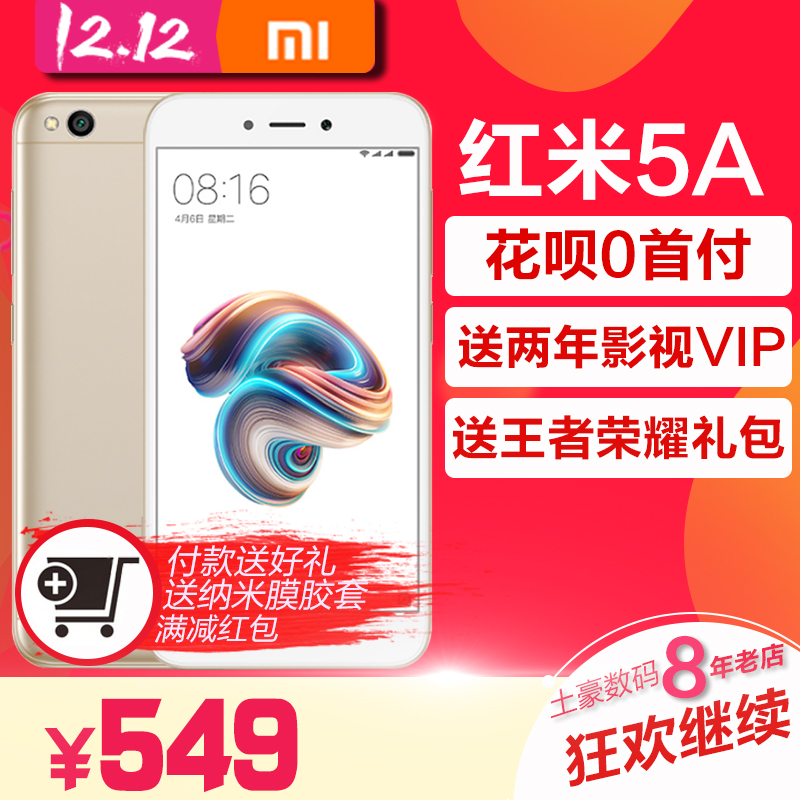 12.12
mi
红米5A
花呗0首付
送两年影视VIP
送王者荣耀礼包
08:16
4月6日 星期二
付款送好礼
送纳米膜胶套
满减红包
¥549
土豪数码8年老店
狂欢继续